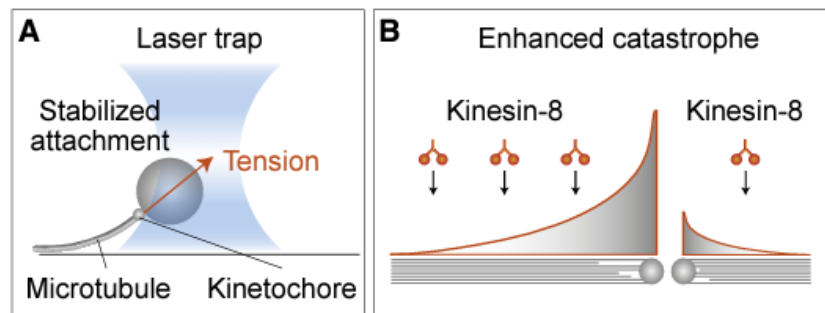 A
Laser trap
Stabilized
attachment
Tension
Microtubule
Kinetochore
B
Enhanced catastrophe
Kinesin-8
Kinesin-8